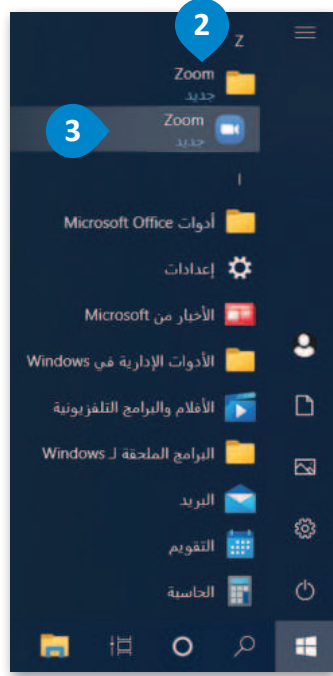 2
Z
Zoom
جديد
3
Zoom
جديد
ا
أدوات Microsoft Office
إعدادات
الأخبار من Microsoft
الأدوات الإدارية في Windows
الأفلام والبرامج التلفزيونية
البرامج الملحقة لـ Windows
البريد
التقويم
الحاسبة